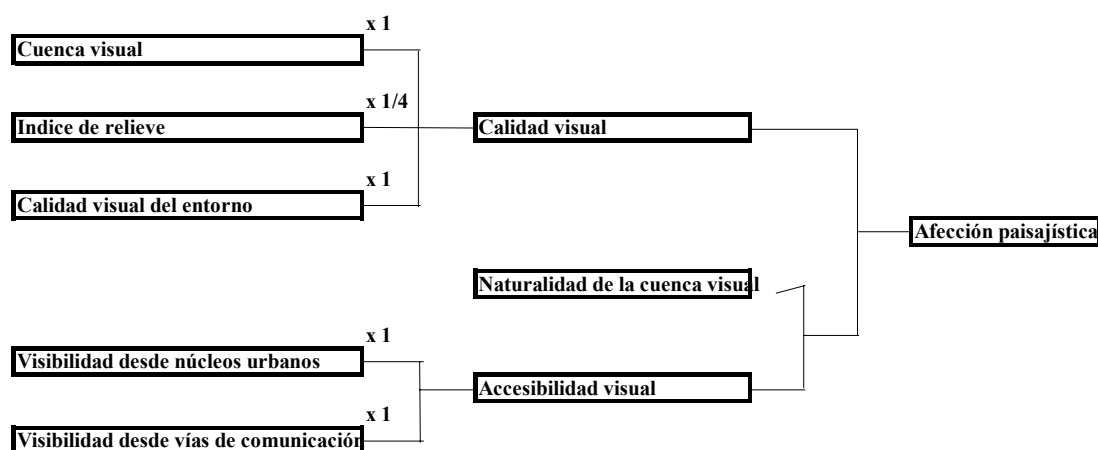 x 1
Cuenca visual
x 1/4
Indice de relieve
Calidad visual
x 1
Calidad visual del entorno
Afección paisajística
Naturalidad de la cuenca visual
x 1
Visibilidad desde núcleos urbanos
Accesibilidad visual
x 1
Visibilidad desde vías de comunicación